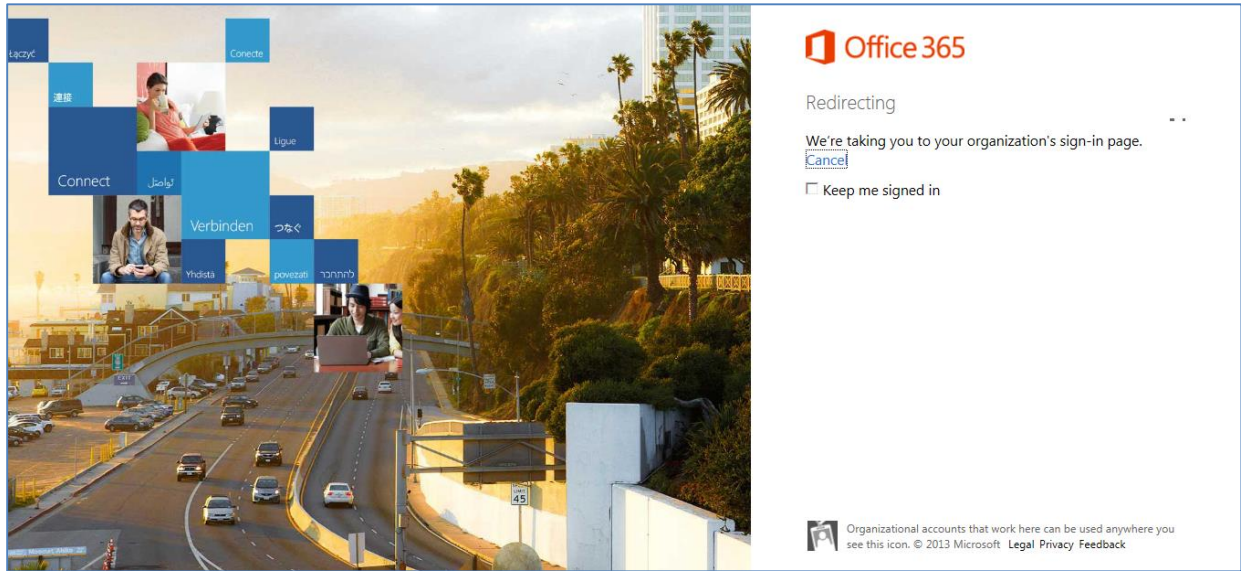 Łączyć
Conecte
連接
Ligue
Connect
تواصل
Verbinden
つなぐ
Yhdistä
povezati
להתחבר
EXIT
LIMIT
45
Office 365
Redirecting
We're taking you to your organization's sign-in page.
Cancel
Keep me signed in
Organizational accounts that work here can be used anywhere you
see this icon. © 2013 Microsoft Legal Privacy Feedback